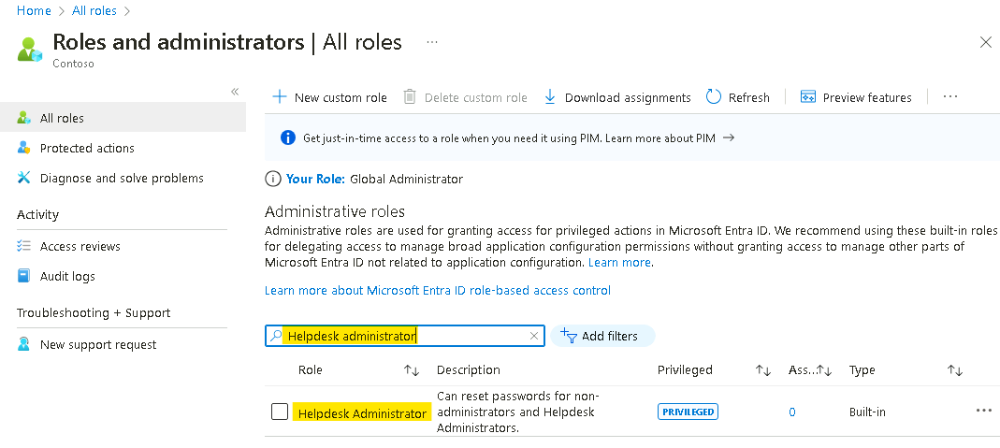 Home > All roles >
Roles and administrators | All roles ...
Contoso
«
All roles
Protected actions
Diagnose and solve problems
Activity
Access reviews
Audit logs
Troubleshooting + Support
New support request
New custom role
Delete custom role
Download assignments
Refresh
Preview features
...
Get just-in-time access to a role when you need it using PIM. Learn more about PIM →
Your Role: Global Administrator
Administrative roles
Administrative roles are used for granting access for privileged actions in Microsoft Entra ID. We recommend using these built-in roles
for delegating access to manage broad application configuration permissions without granting access to manage other parts of
Microsoft Entra ID not related to application configuration. Learn more.
Learn more about Microsoft Entra ID role-based access control
Helpdesk administrator
Add filters
Role ↑↓ Description Privileged ↑↓ Ass...↑↓ Type ↑↓
Can reset passwords for non-
Helpdesk Administrator administrators and Helpdesk PRIVILEGED 0 Built-in ...
Administrators.